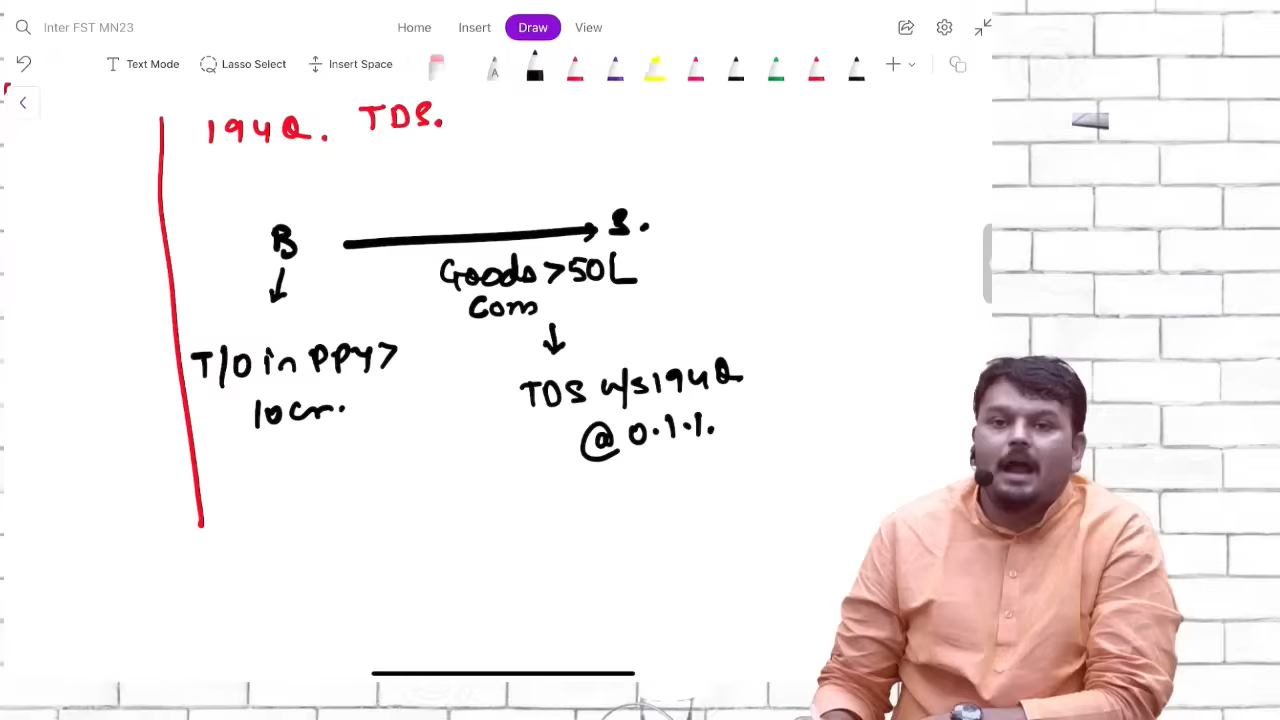 Inter FST MN23
Home Insert Draw View
Text Mode Lasso Select Insert Space
A
194Q. TDS.
B S.
Goods > 50L
Com
T/O in PPY >
10cr.
TDS u/s 194Q
@ 0.1%.